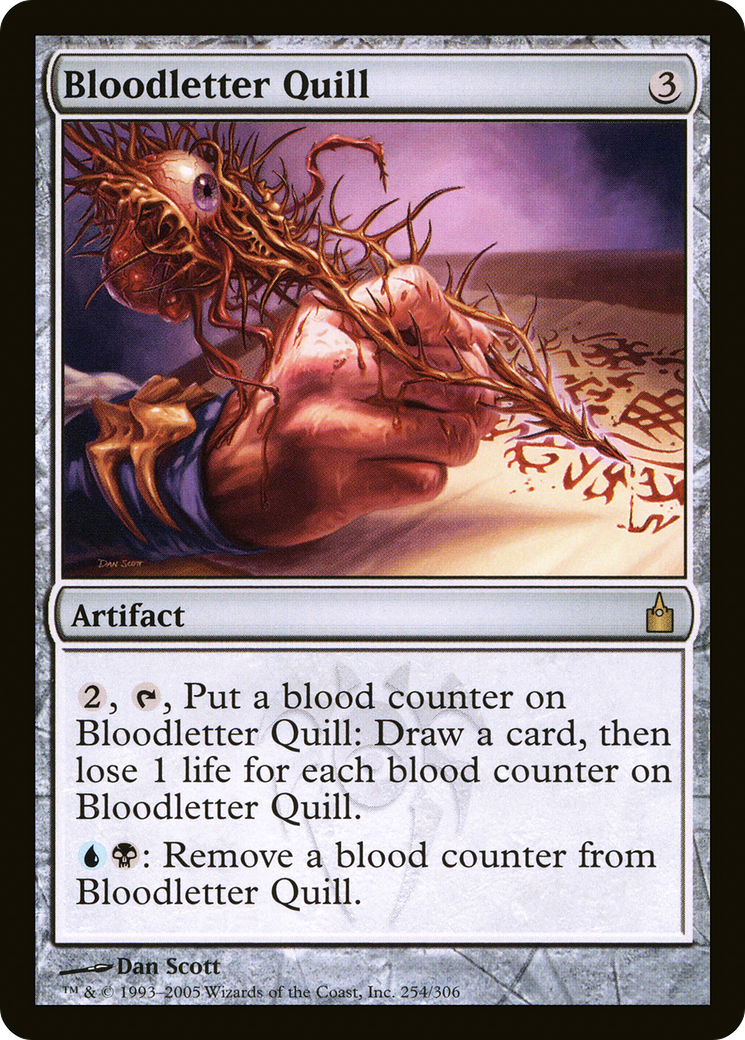 Bloodletter Quill 3
DAN SCOTT
Artifact
2, , Put a blood counter on
Bloodletter Quill: Draw a card, then
lose 1 life for each blood counter on
Bloodletter Quill.
: Remove a blood counter from
Bloodletter Quill.
Dan Scott
™ & © 1993–2005 Wizards of the Coast, Inc. 254/306